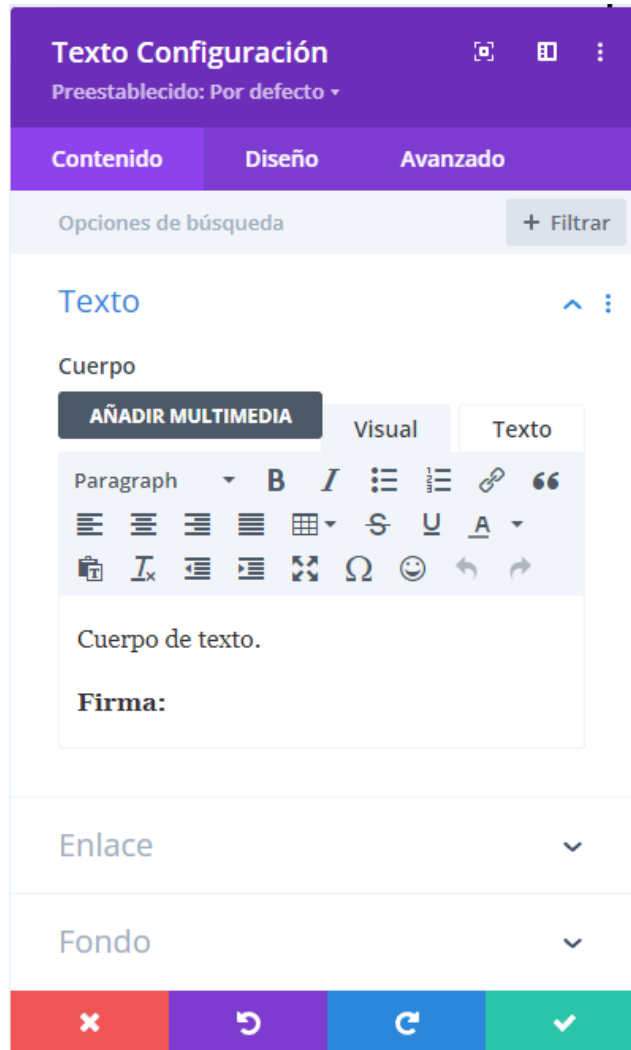 Texto Configuración
Preestablecido: Por defecto
Contenido Diseño Avanzado
Opciones de búsqueda + Filtrar
Texto
Cuerpo
AÑADIR MULTIMEDIA Visual Texto
Paragraph B I
S U A
Cuerpo de texto.
Firma:
Enlace
Fondo